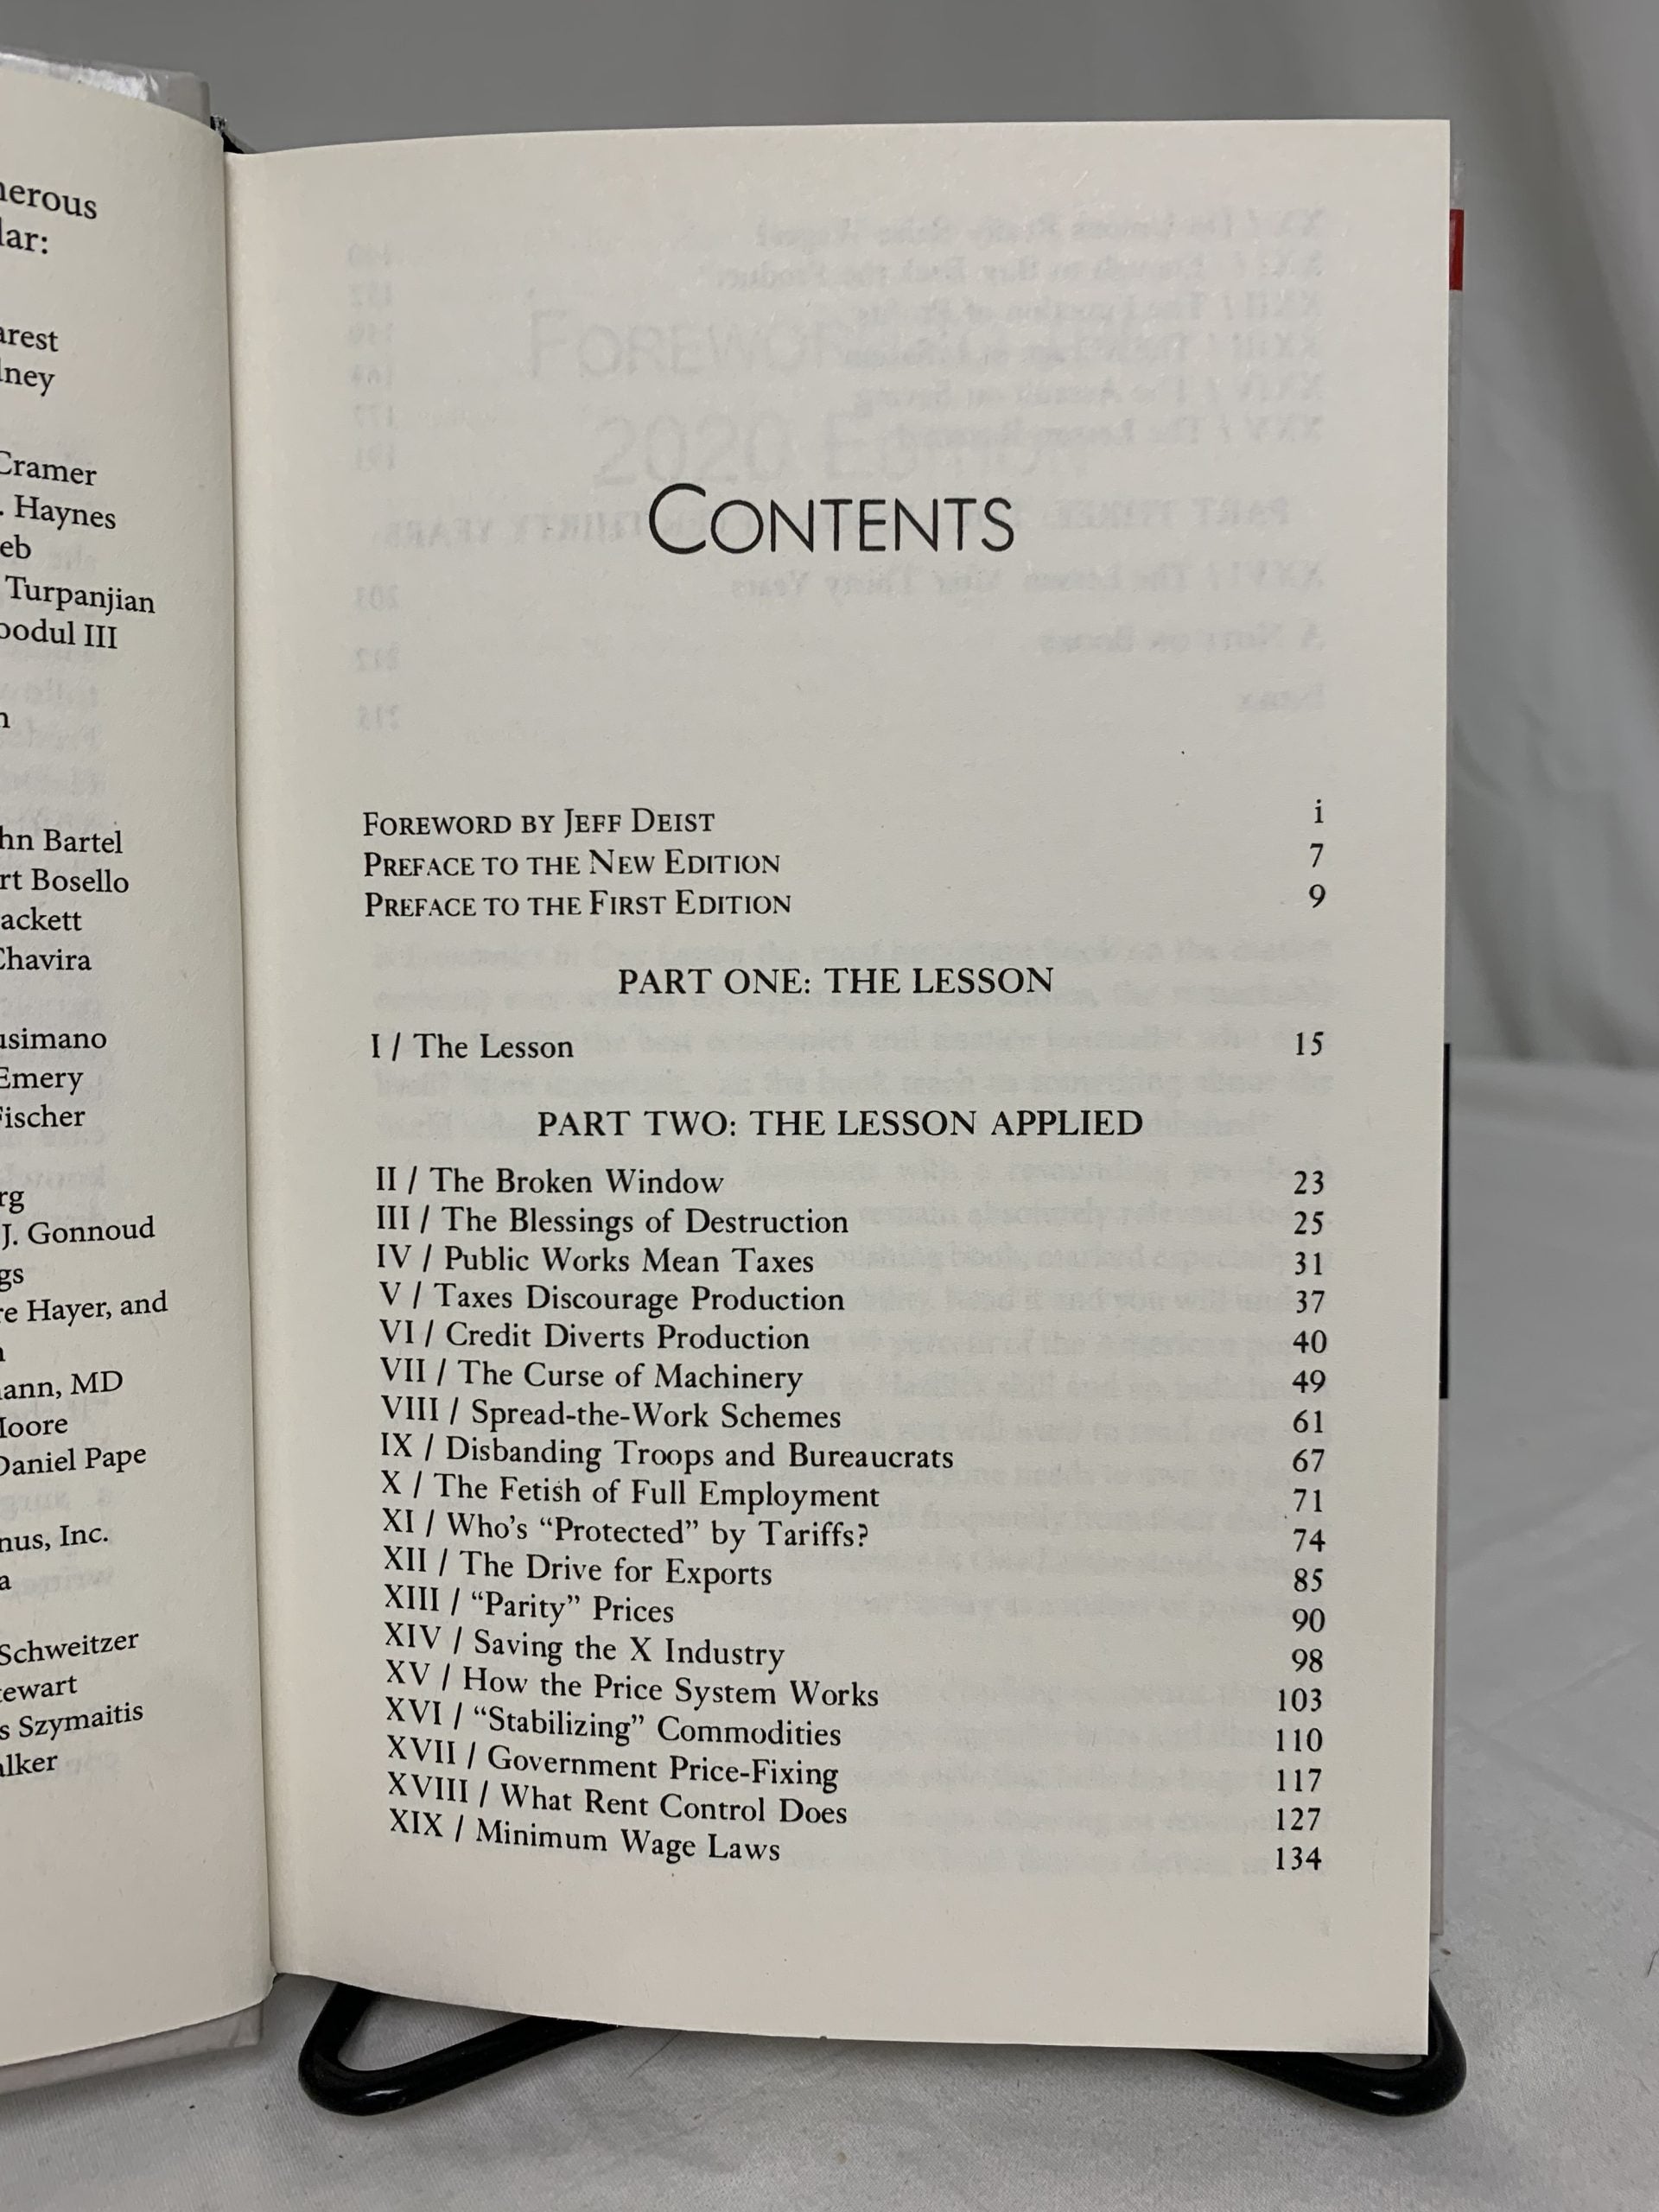 nerous
lar:
arest
lney
Cramer
. Haynes
eb
Turpanjian
oodul III
n
hn Bartel
rt Bosello
ackett
Chavira
usimano
Emery
Fischer
rg
J. Gonnoud
gs
re Hayer, and
n
ann, MD
Moore
Daniel Pape
nus, Inc.
a
Schweitzer
tewart
s Szymaitis
alker
CONTENTS
FOREWORD BY JEFF DEIST i
PREFACE TO THE NEW EDITION 7
PREFACE TO THE FIRST EDITION 9
PART ONE: THE LESSON
I / The Lesson 15
PART TWO: THE LESSON APPLIED
II / The Broken Window 23
III / The Blessings of Destruction 25
IV / Public Works Mean Taxes 31
V / Taxes Discourage Production 37
VI / Credit Diverts Production 40
VII / The Curse of Machinery 49
VIII / Spread-the-Work Schemes 61
IX / Disbanding Troops and Bureaucrats 67
X / The Fetish of Full Employment 71
XI / Who's “Protected” by Tariffs? 74
XII / The Drive for Exports 85
XIII / “Parity” Prices 90
XIV / Saving the X Industry 98
XV / How the Price System Works 103
XVI / “Stabilizing” Commodities 110
XVII / Government Price-Fixing 117
XVIII / What Rent Control Does 127
XIX / Minimum Wage Laws 134